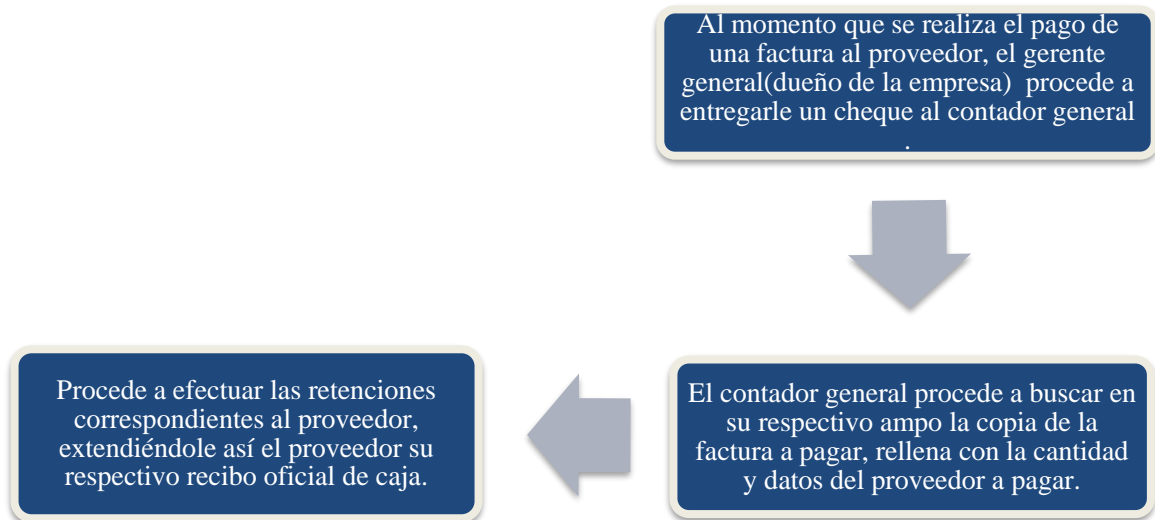 Al momento que se realiza el pago de
una factura al proveedor, el gerente
general(dueño de la empresa) procede a
entregarle un cheque al contador general
.
El contador general procede a buscar en
su respectivo ampo la copia de la
factura a pagar, rellena con la cantidad
y datos del proveedor a pagar.
Procede a efectuar las retenciones
correspondientes al proveedor,
extendiéndole así el proveedor su
respectivo recibo oficial de caja.